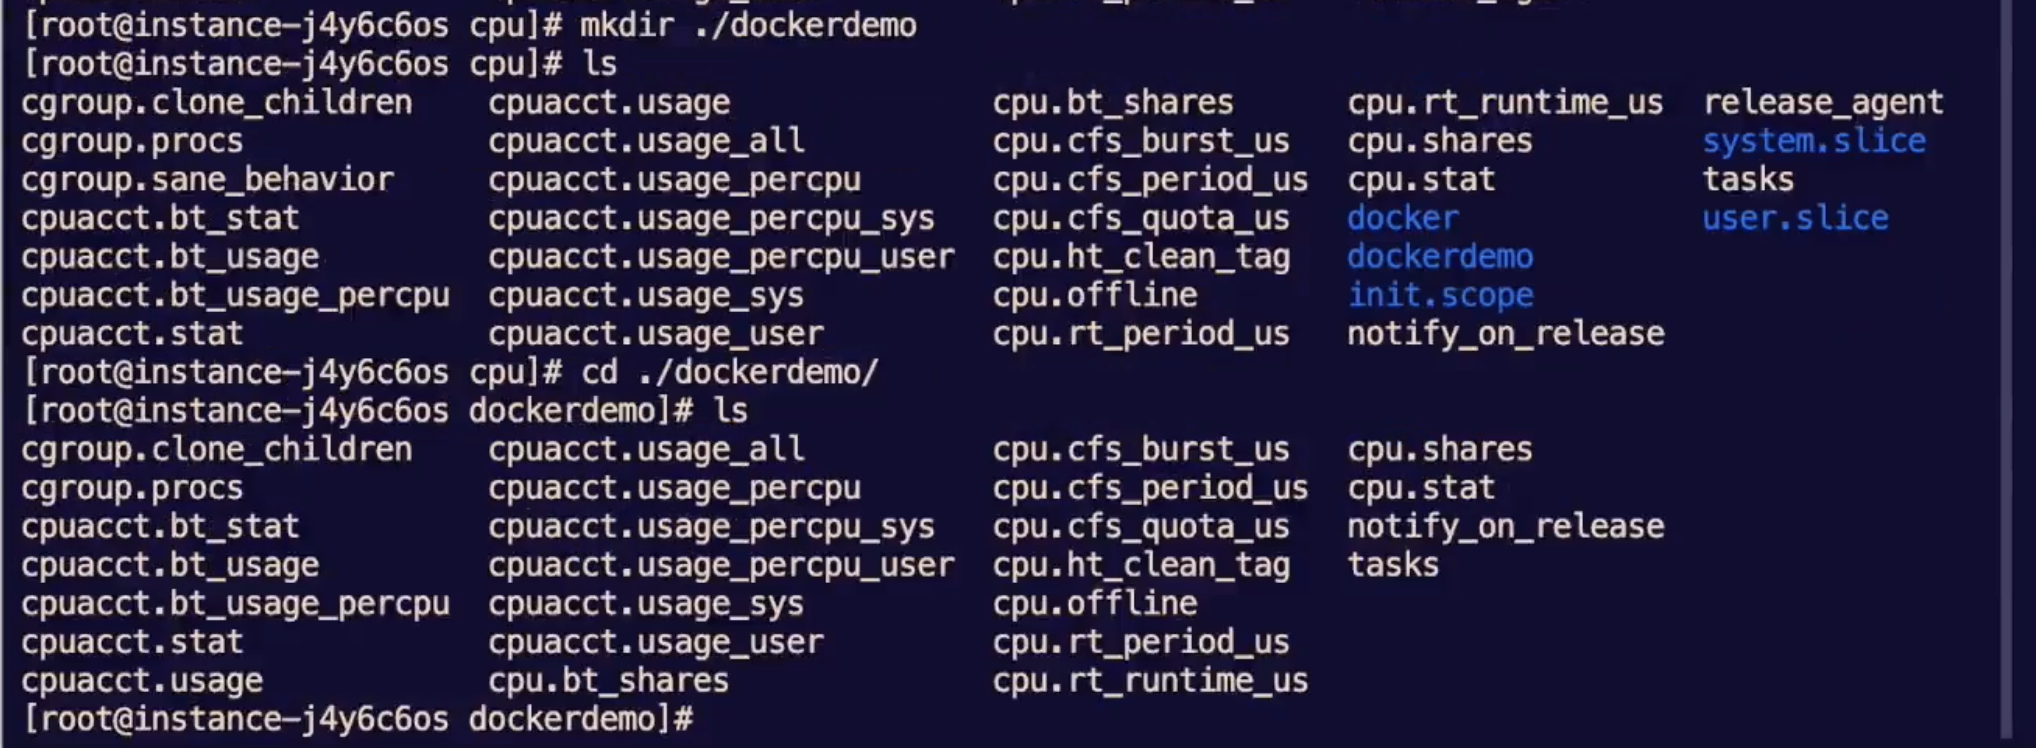 [root@instance-j4y6c6os cpu]# mkdir ./dockerdemo
[root@instance-j4y6c6os cpu]# ls
cgroup.clone_children cpuacct.usage cpu.bt_shares cpu.rt_runtime_us release_agent
cgroup.procs cpuacct.usage_all cpu.cfs_burst_us cpu.shares system.slice
cgroup.sane_behavior cpuacct.usage_percpu cpu.cfs_period_us cpu.stat tasks
cpuacct.bt_stat cpuacct.usage_percpu_sys cpu.cfs_quota_us docker user.slice
cpuacct.bt_usage cpuacct.usage_percpu_user cpu.ht_clean_tag dockerdemo
cpuacct.bt_usage_percpu cpuacct.usage_sys cpu.offline init.scope
cpuacct.stat cpuacct.usage_user cpu.rt_period_us notify_on_release
[root@instance-j4y6c6os cpu]# cd ./dockerdemo/
[root@instance-j4y6c6os dockerdemo]# ls
cgroup.clone_children cpuacct.usage_all cpu.cfs_burst_us cpu.shares
cgroup.procs cpuacct.usage_percpu cpu.cfs_period_us cpu.stat
cpuacct.bt_stat cpuacct.usage_percpu_sys cpu.cfs_quota_us notify_on_release
cpuacct.bt_usage cpuacct.usage_percpu_user cpu.ht_clean_tag tasks
cpuacct.bt_usage_percpu cpuacct.usage_sys cpu.offline
cpuacct.stat cpuacct.usage_user cpu.rt_period_us
cpuacct.usage cpu.bt_shares cpu.rt_runtime_us
[root@instance-j4y6c6os dockerdemo]#